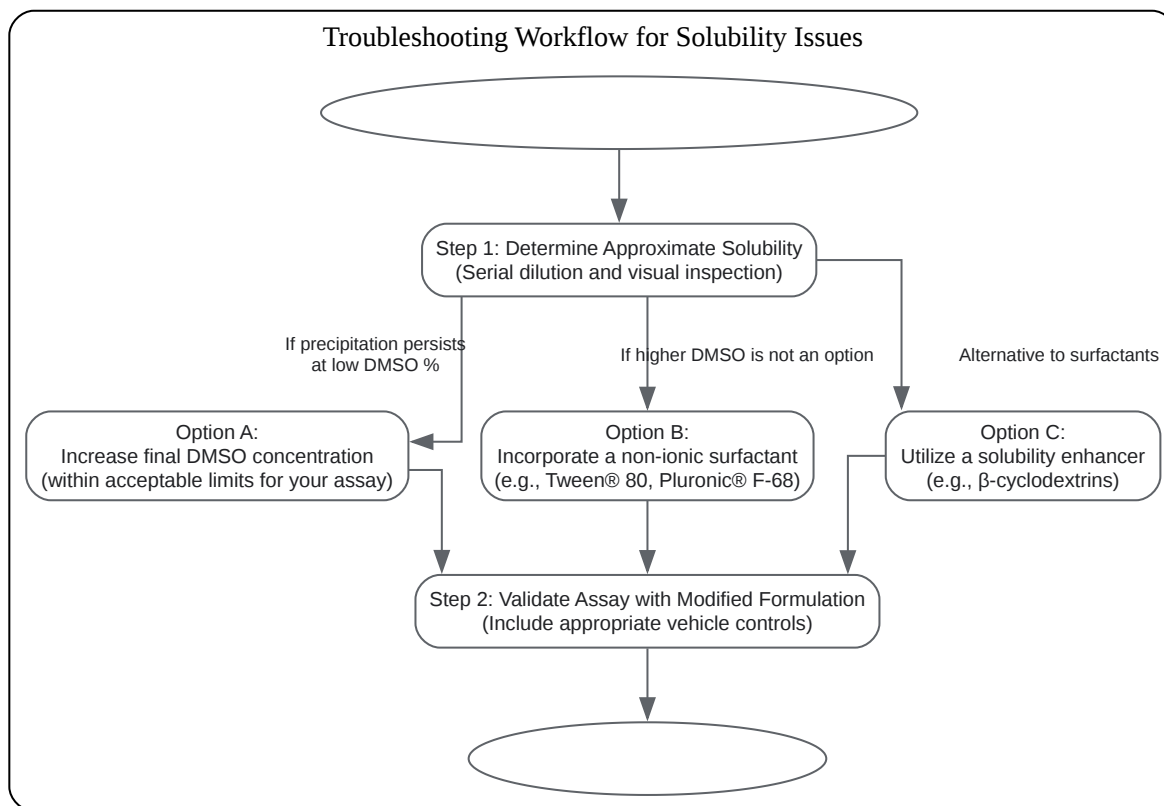 Troubleshooting Workflow for Solubility Issues
Step 1: Determine Approximate Solubility
(Serial dilution and visual inspection)
If precipitation persists
at low DMSO %
If higher DMSO is not an option
Alternative to surfactants
Option A:
Increase final DMSO concentration
(within acceptable limits for your assay)
Option B:
Incorporate a non-ionic surfactant
(e.g., Tween® 80, Pluronic® F-68)
Option C:
Utilize a solubility enhancer
(e.g., β-cyclodextrins)
Step 2: Validate Assay with Modified Formulation
(Include appropriate vehicle controls)